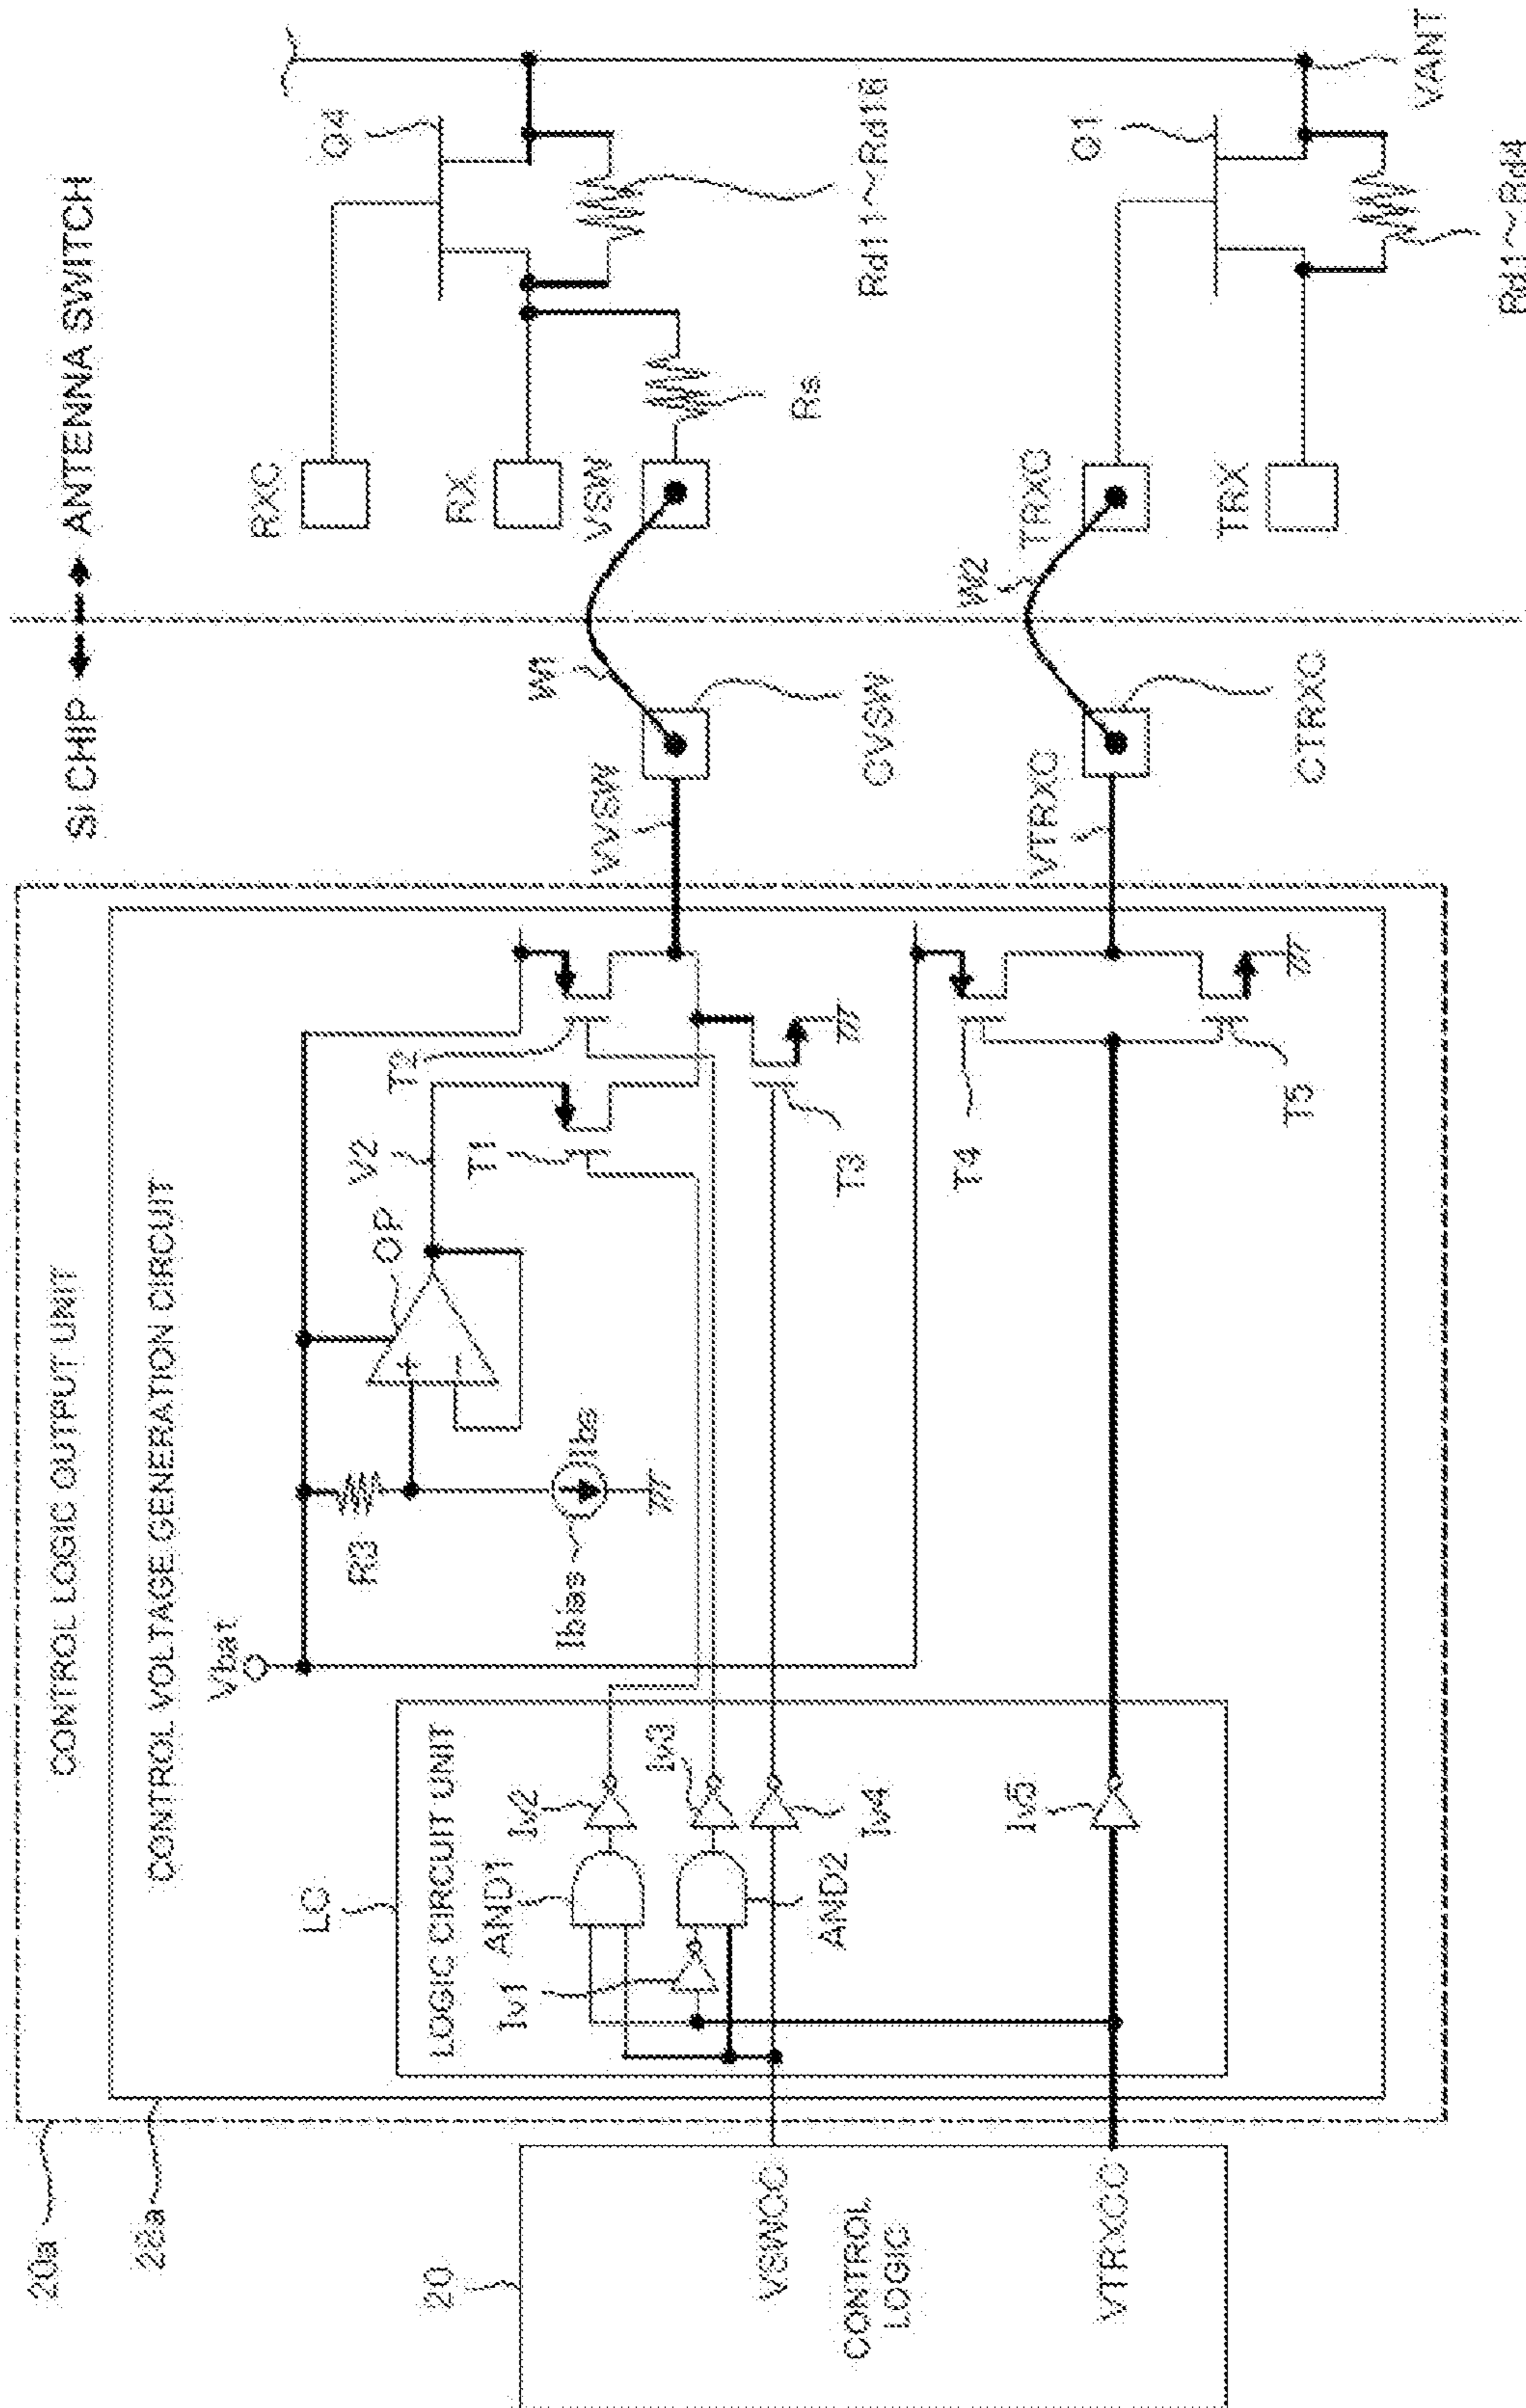 Si CHIP
ANTENNA SWITCH
20a
CONTROL LOGIC OUTPUT UNIT
28a
CONTROL VOLTAGE GENERATION CIRCUIT
Vbat
R3
OP
V2
T2
T1
Ibias
Ibs
LC
LOGIC CIRCUIT UNIT
AND1
Iv1
Iv2
Iv3
AND2
Iv4
Iv5
T3
T4
T5
20
VSWCC
CONTROL
LOGIC
VTRXCC
VVSW
W1
CVSW
VTRXC
W2
CTRXC
RXC
RX
VSW
Rs
Q4
Rd11~Rd18
TRXC
TRX
Q1
Rd1~Rd4
VANT
+
−